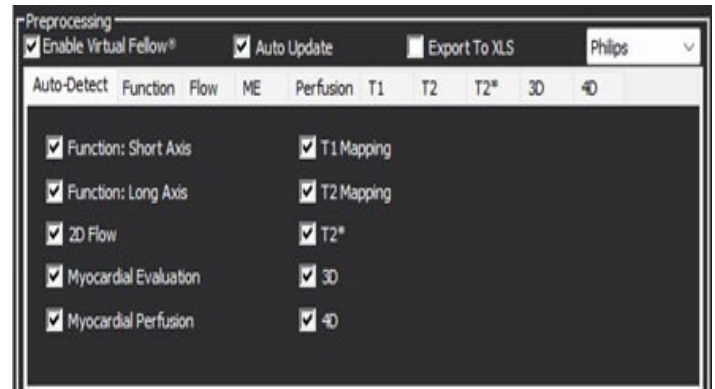 Preprocessing
Enable Virtual Fellow® Auto Update Export To XLS Philips
Auto-Detect Function Flow ME Perfusion T1 T2 T2* 3D 4D
Function: Short Axis T1 Mapping
Function: Long Axis T2 Mapping
2D Flow T2*
Myocardial Evaluation 3D
Myocardial Perfusion 4D